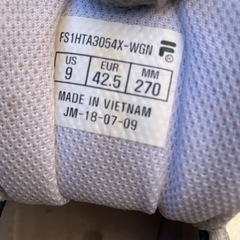 FS1HTA3054X-WGN
US EUR MM
9 42.5 270
MADE IN VIETNAM
JM-18-07-09